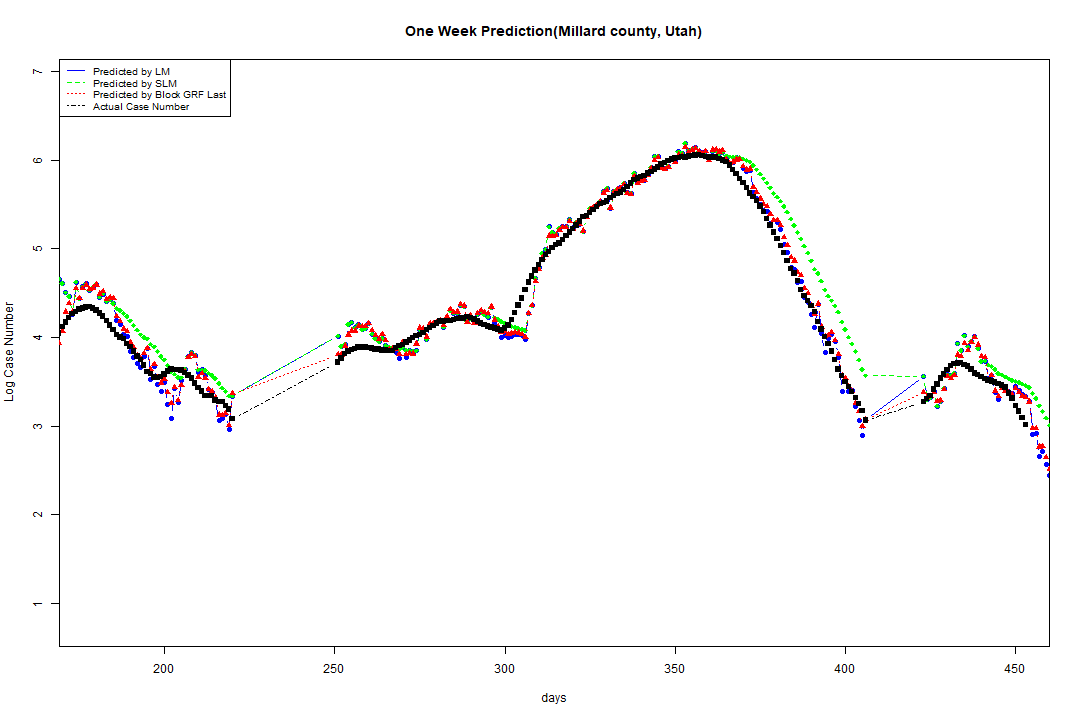 One Week Prediction(Millard county, Utah)
Predicted by LM
Predicted by SLM
Predicted by Block GRF Last
Actual Case Number
Log Case Number
7
6
5
4
3
2
1
200
250
300
350
400
450
days